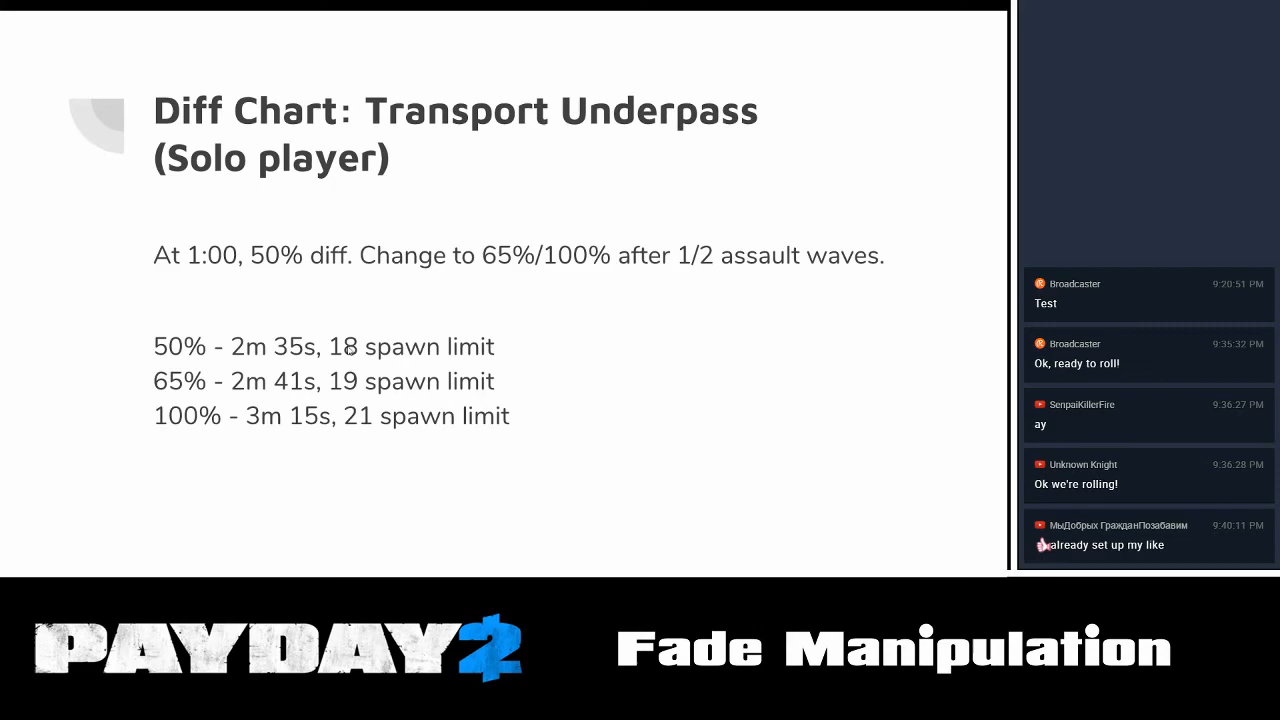 Diff Chart: Transport Underpass
(Solo player)
At 1:00, 50% diff. Change to 65%/100% after 1/2 assault waves.
50% - 2m 35s, 18 spawn limit
65% - 2m 41s, 19 spawn limit
100% - 3m 15s, 21 spawn limit
Broadcaster 9:20:51 PM
Test
Broadcaster 9:35:32 PM
Ok, ready to roll!
SenpaiKillerFire 9:36:27 PM
ay
Unknown Knight 9:36:28 PM
Ok we're rolling!
МыДобрых ГражданПозабавим 9:40:11 PM
already set up my like
PAYDAY 2
Fade Manipulation